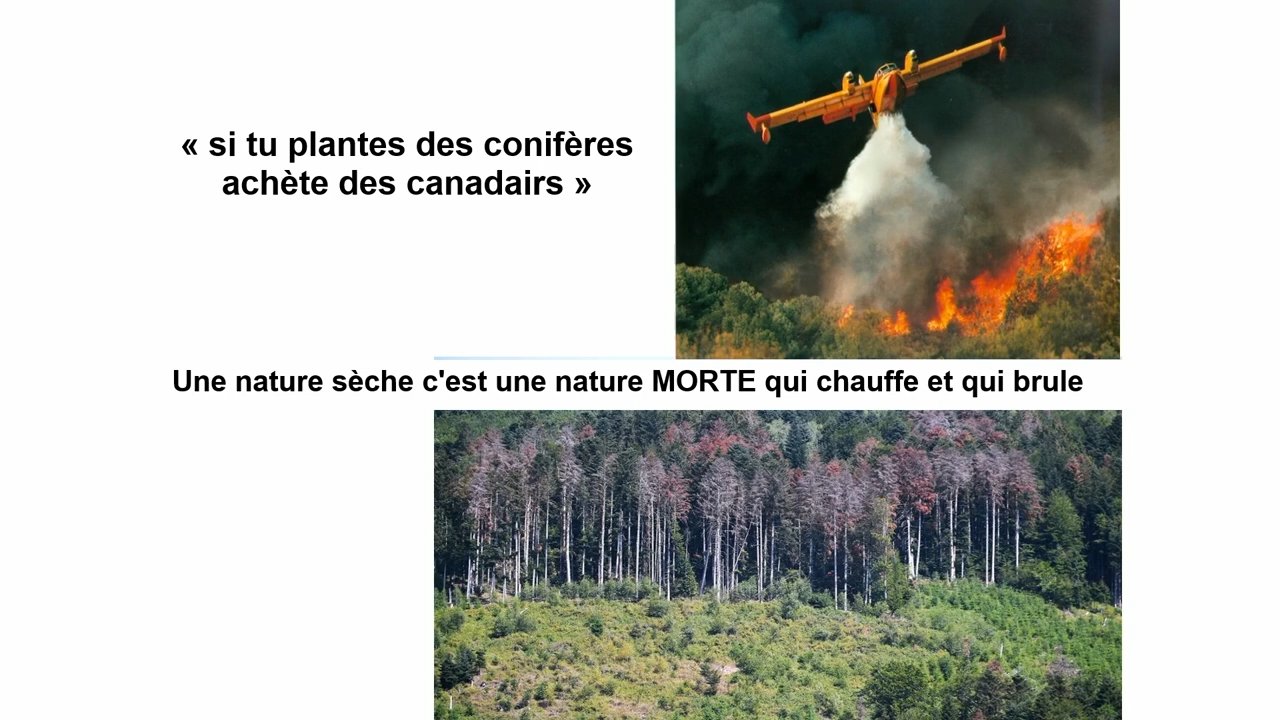 « si tu plantes des conifères
achète des canadairs »
Une nature sèche c'est une nature MORTE qui chauffe et qui brule